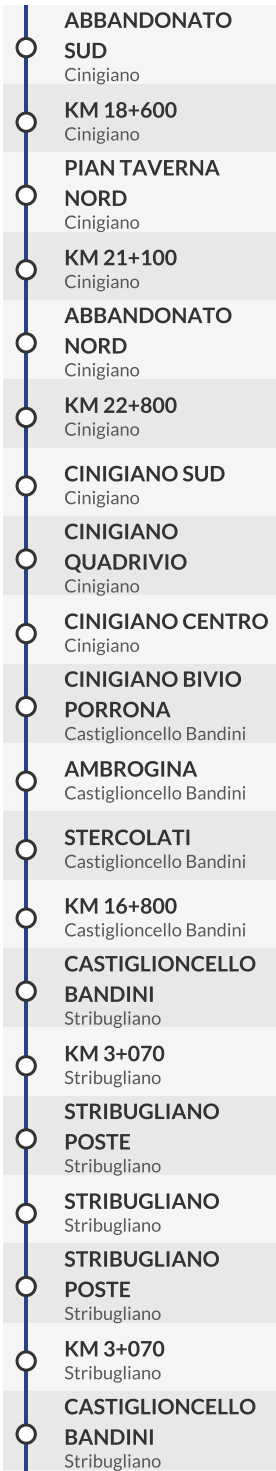 ABBANDONATO
SUD
Cinigiano
KM 18+600
Cinigiano
PIAN TAVERNA
NORD
Cinigiano
KM 21+100
Cinigiano
ABBANDONATO
NORD
Cinigiano
KM 22+800
Cinigiano
CINIGIANO SUD
Cinigiano
CINIGIANO
QUADRIVIO
Cinigiano
CINIGIANO CENTRO
Cinigiano
CINIGIANO BIVIO
PORRONA
Castiglioncello Bandini
AMBROGINA
Castiglioncello Bandini
STERCOLATI
Castiglioncello Bandini
KM 16+800
Castiglioncello Bandini
CASTIGLIONCELLO
BANDINI
Stribugliano
KM 3+070
Stribugliano
STRIBUGLIANO
POSTE
Stribugliano
STRIBUGLIANO
Stribugliano
STRIBUGLIANO
POSTE
Stribugliano
KM 3+070
Stribugliano
CASTIGLIONCELLO
BANDINI
Stribugliano